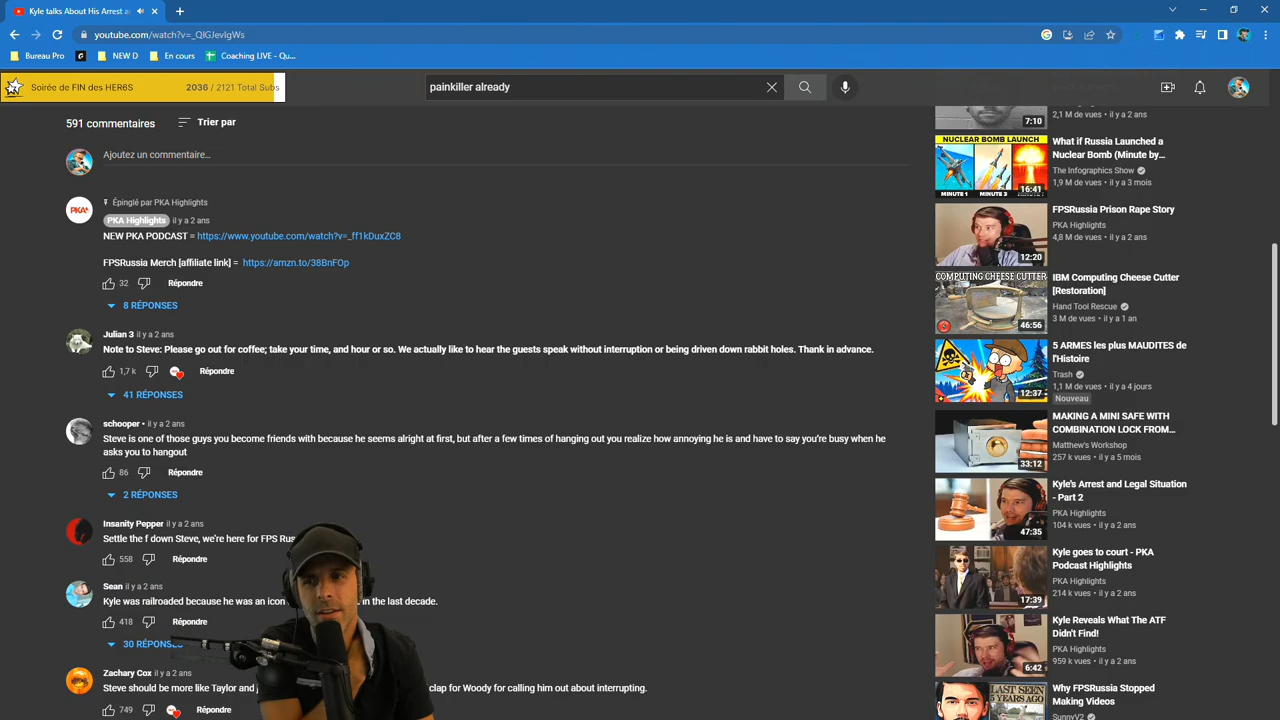 Kyle talks About His Arrest a
youtube.com/watch?v=_QIGJevIgWs
Bureau Pro
NEW D
En cours
Coaching LIVE - Qu...
Soirée de FIN des HER6S
2036 / 2121 Total Subs
painkiller already
591 commentaires
Trier par
Ajoutez un commentaire...
Épinglé par PKA Highlights
PKA
PKA Highlights il y a 2 ans
NEW PKA PODCAST = https://www.youtube.com/watch?v=_ff1kDuxZC8
FPSRussia Merch [affiliate link] = https://amzn.to/38BnFOp
32
Répondre
8 RÉPONSES
Julian 3 il y a 2 ans
Note to Steve: Please go out for coffee; take your time, and hour or so. We actually like to hear the guests speak without interruption or being driven down rabbit holes. Thank in advance.
1,7 k
Répondre
41 RÉPONSES
schooper • il y a 2 ans
Steve is one of those guys you become friends with because he seems alright at first, but after a few times of hanging out you realize how annoying he is and have to say you're busy when he
asks you to hangout
86
Répondre
2 RÉPONSES
Insanity Pepper il y a 2 ans
Settle the f down Steve, we're here for FPS Rus
558
Répondre
Sean il y a 2 ans
Kyle was railroaded because he was an icon in the last decade.
418
Répondre
30 RÉPONSES
Zachary Cox il y a 2 ans
Steve should be more like Taylor and clap for Woody for calling him out about interrupting.
749
Répondre
7:10
2,1 M de vues • il y a 2 ans
NUCLEAR BOMB LAUNCH
MINUTE 1
MINUTE 3
16:41
What if Russia Launched a
Nuclear Bomb (Minute by...
The Infographics Show
1,9 M de vues • il y a 3 mois
12:20
FPSRussia Prison Rape Story
PKA Highlights
4,8 M de vues • il y a 2 ans
COMPUTING CHEESE CUTTER
46:56
IBM Computing Cheese Cutter
[Restoration]
Hand Tool Rescue
3 M de vues • il y a 1 an
12:37
5 ARMES les plus MAUDITES de
l'Histoire
Trash
1,1 M de vues • il y a 4 jours
Nouveau
33:12
MAKING A MINI SAFE WITH
COMBINATION LOCK FROM...
Matthew's Workshop
257 k vues • il y a 5 mois
47:35
Kyle's Arrest and Legal Situation
- Part 2
PKA Highlights
104 k vues • il y a 2 ans
17:39
Kyle goes to court - PKA
Podcast Highlights
PKA Highlights
214 k vues • il y a 2 ans
6:42
Kyle Reveals What The ATF
Didn't Find!
PKA Highlights
959 k vues • il y a 2 ans
LAST SEEN
5 YEARS AGO
Why FPSRussia Stopped
Making Videos
SunnyV2